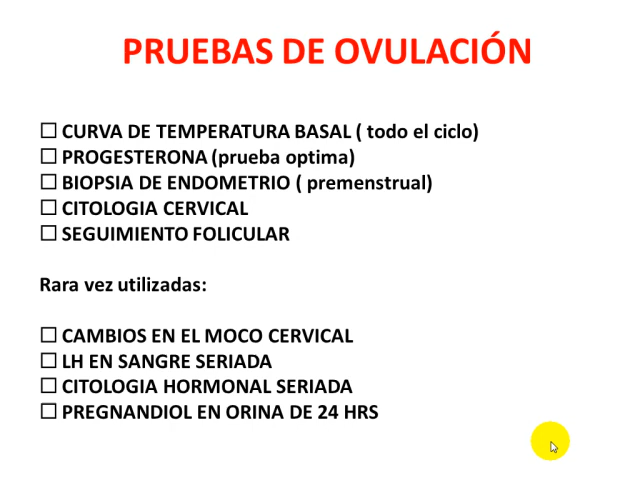 PRUEBAS DE OVULACIÓN
☐ CURVA DE TEMPERATURA BASAL ( todo el ciclo)
☐ PROGESTERONA (prueba optima)
☐ BIOPSIA DE ENDOMETRIO ( premenstrual)
☐ CITOLOGIA CERVICAL
☐ SEGUIMIENTO FOLICULAR
Rara vez utilizadas:
☐ CAMBIOS EN EL MOCO CERVICAL
☐ LH EN SANGRE SERIADA
☐ CITOLOGIA HORMONAL SERIADA
☐ PREGNANDIOL EN ORINA DE 24 HRS